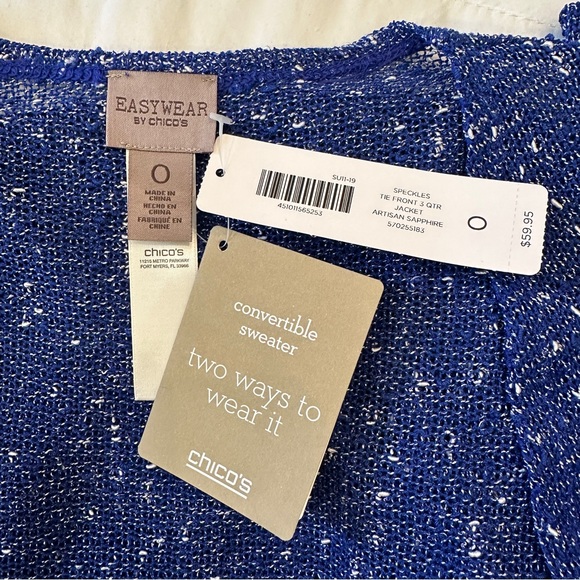 EASYWEAR
BY chico's
O
MADE IN
CHINA
HECHO EN
CHINA
FABRIQUÉ EN
CHINE
chico's
11215 METRO PARKWAY
FORT MYERS, FL 33966
SU11-19
451011565253
SPECKLES
TIE FRONT 3 QTR
JACKET
ARTISAN SAPPHIRE
570255183
O
$59.95
convertible
sweater
two ways to
wear it
chico's